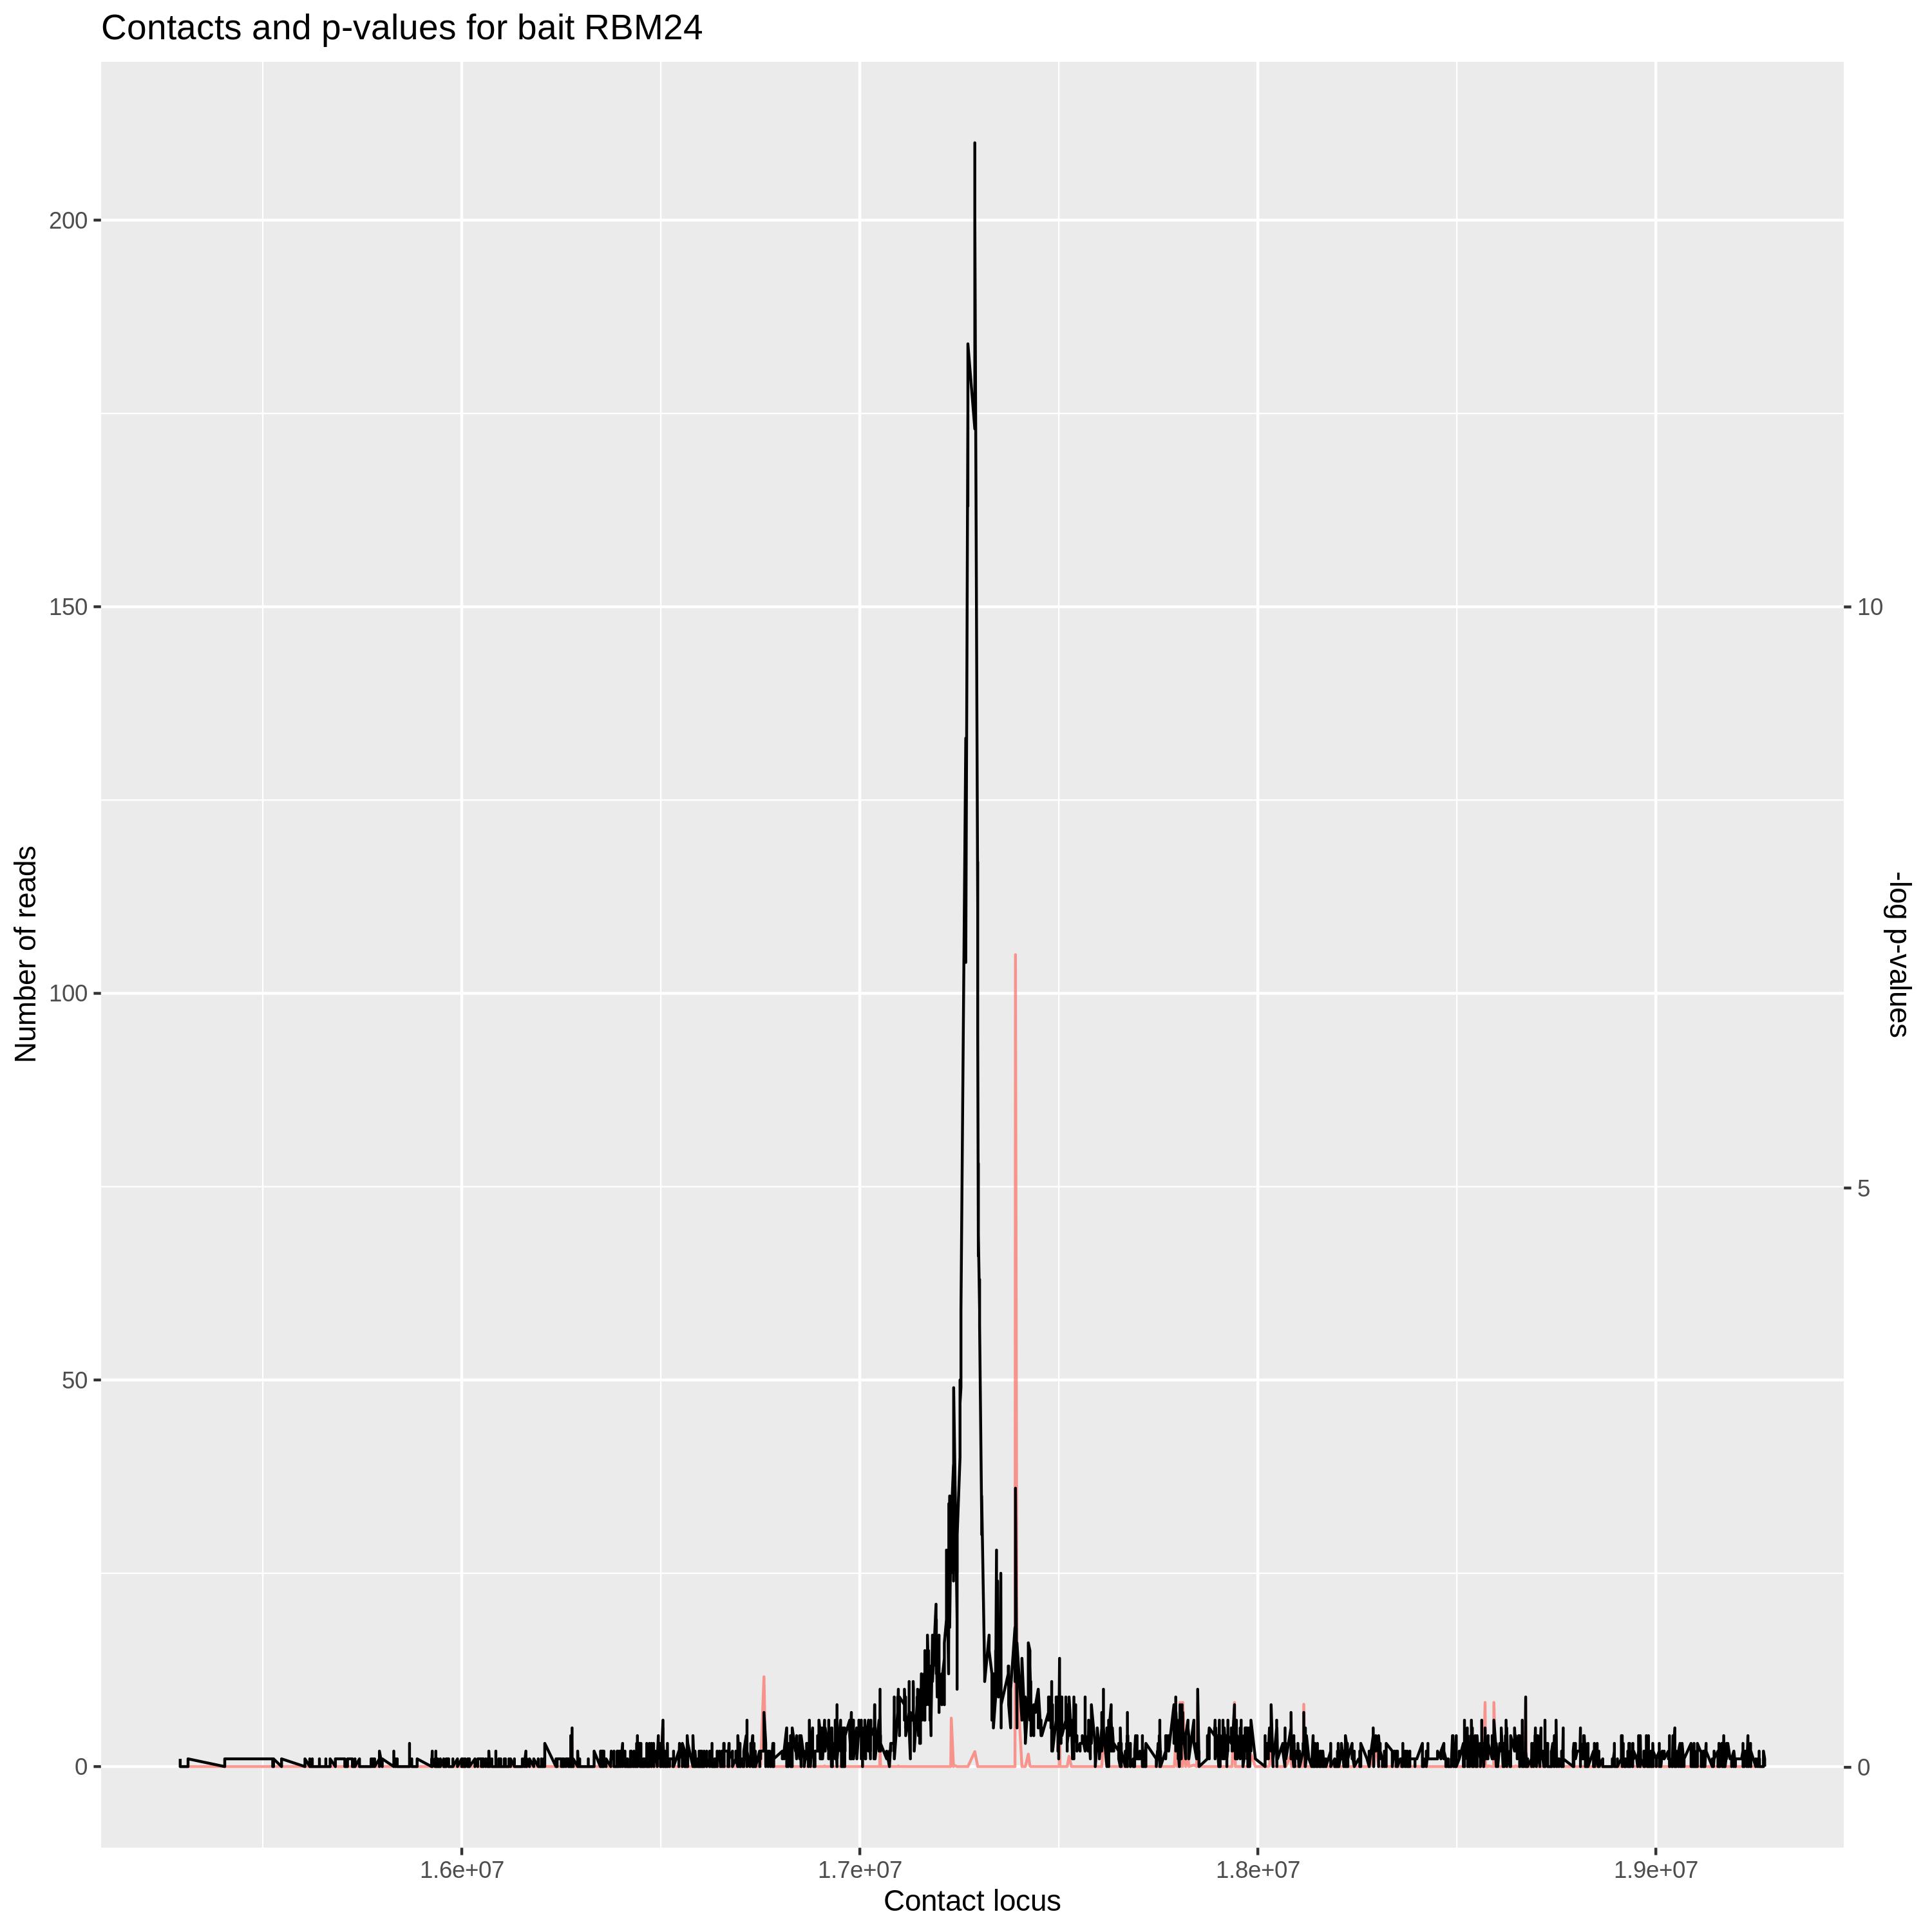 Contacts and p-values for bait RBM24
200
150
100
50
0
10
5
0
Number of reads
-log p-values
1.6e+07
1.7e+07
1.8e+07
1.9e+07
Contact locus